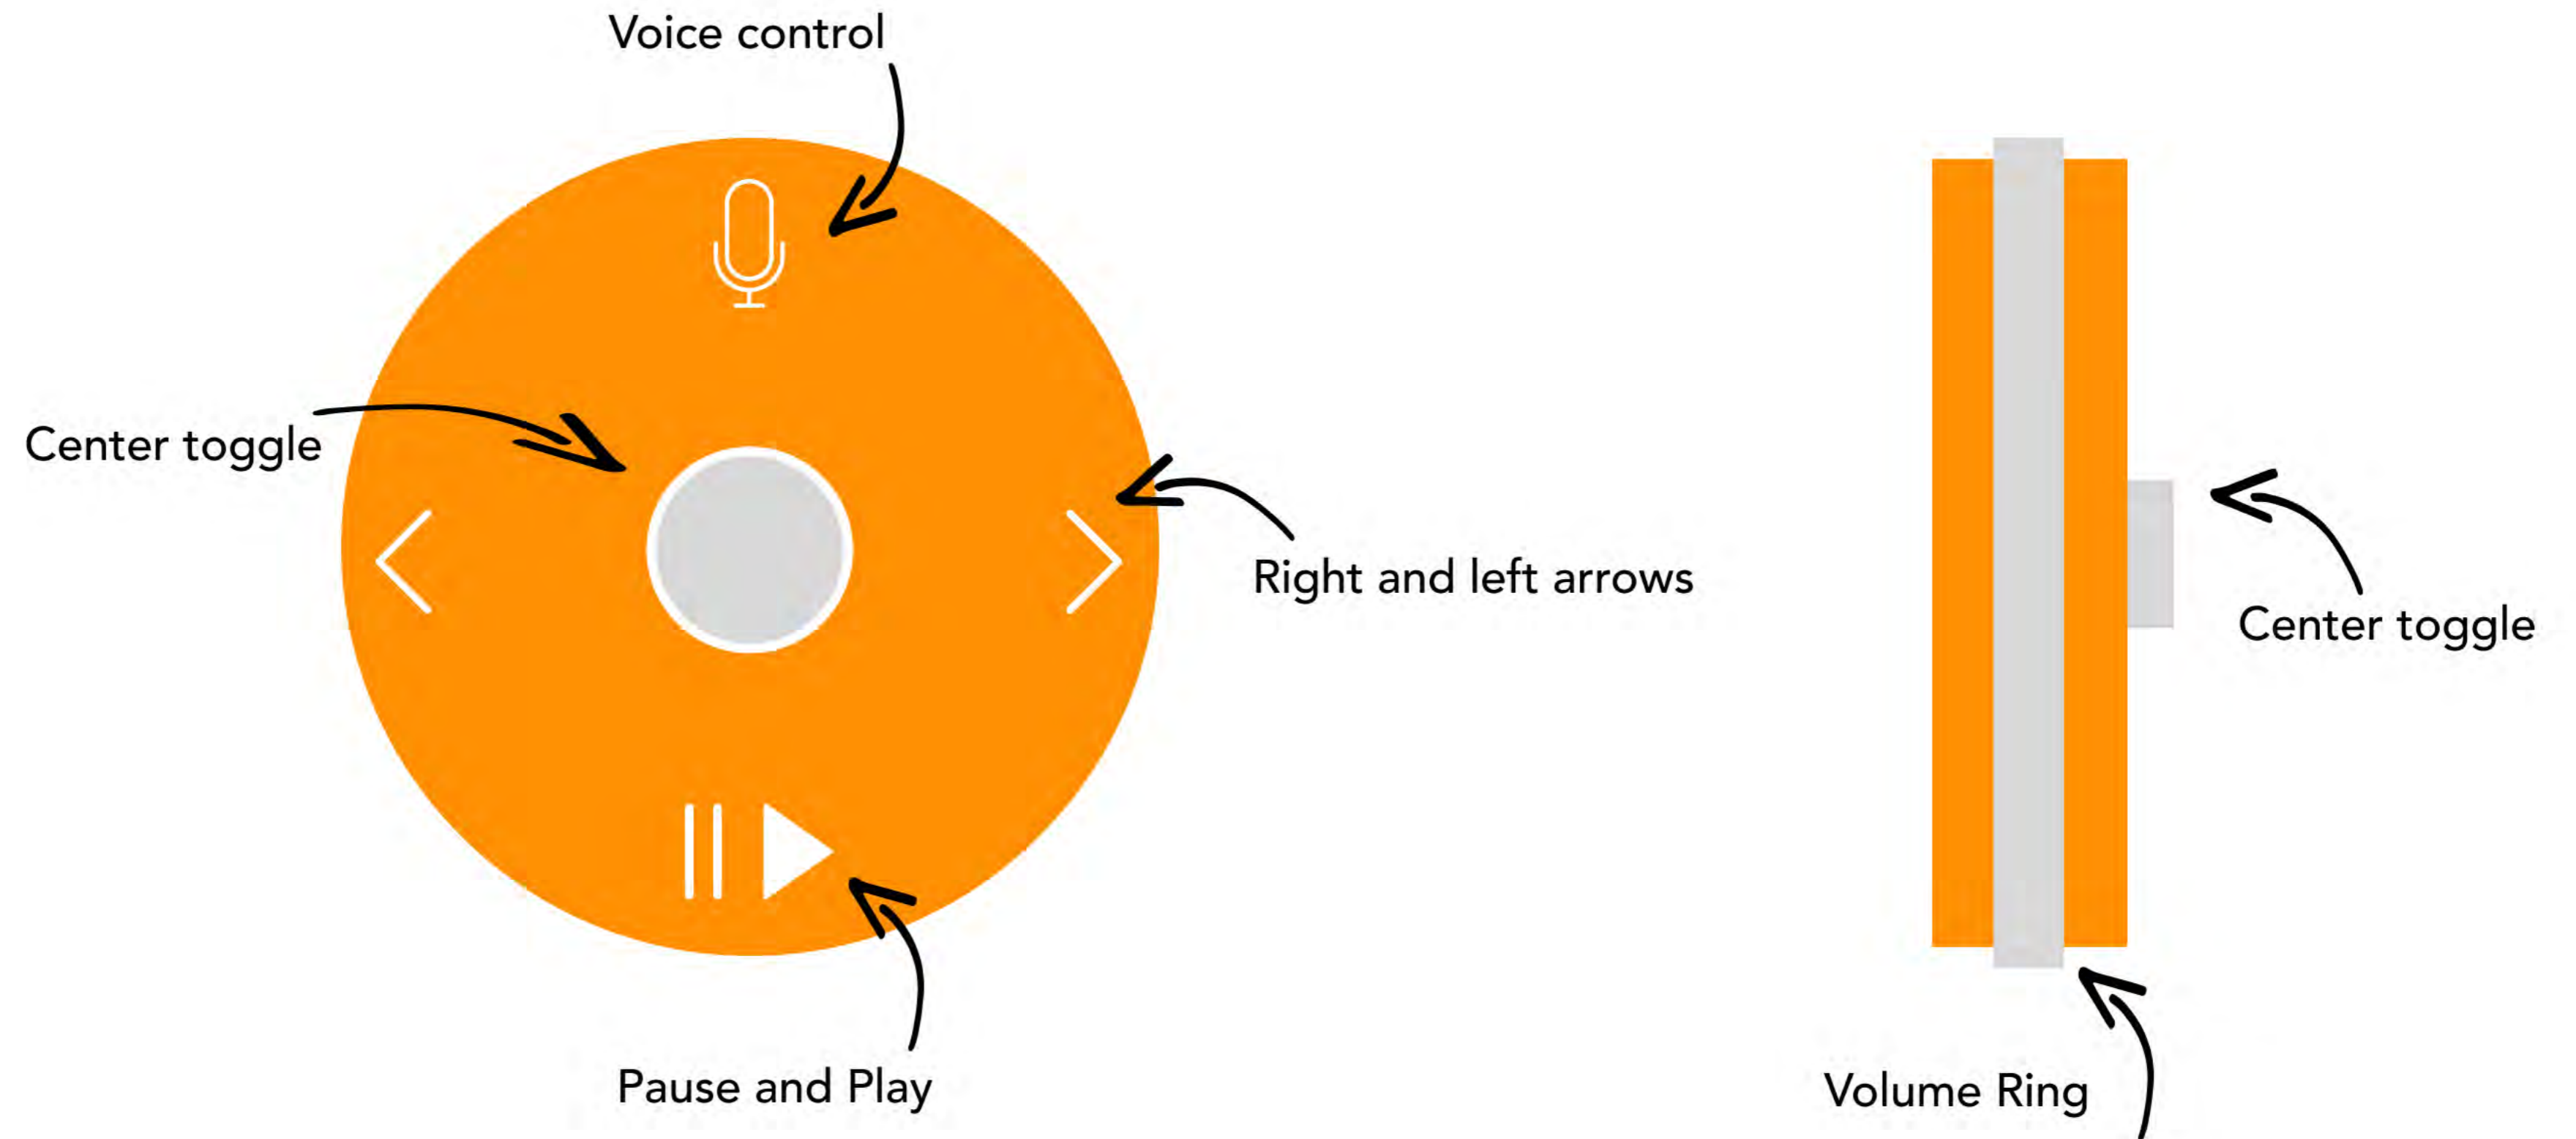 Voice control
Center toggle
Right and left arrows
Center toggle
Pause and Play
Volume Ring